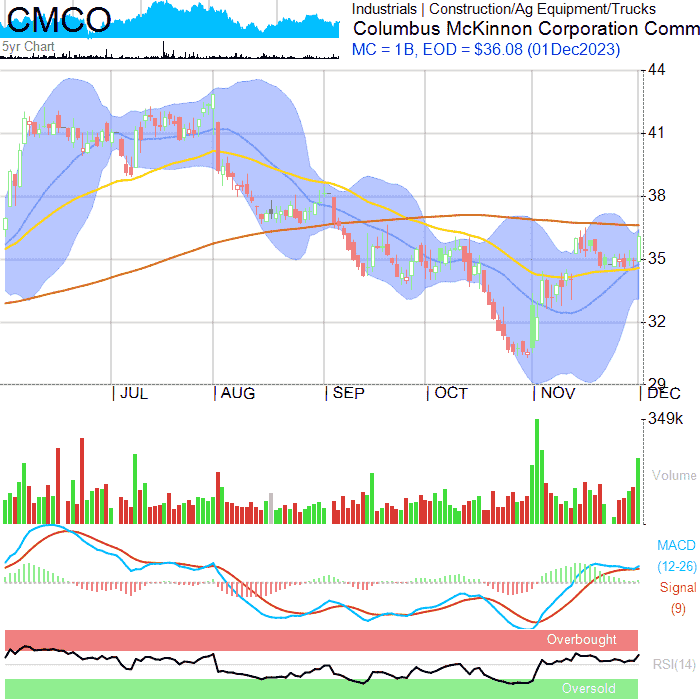 CMCO
Industrials | Construction/Ag Equipment/Trucks
Columbus McKinnon Corporation Comm
5yr Chart
MC = 1B, EOD = $36.08 (01Dec2023)
44
41
38
35
32
29
JUL
AUG
SEP
OCT
NOV
DEC
349k
Volume
MACD
(12-26)
Signal
(9)
Overbought
RSI(14)
Oversold